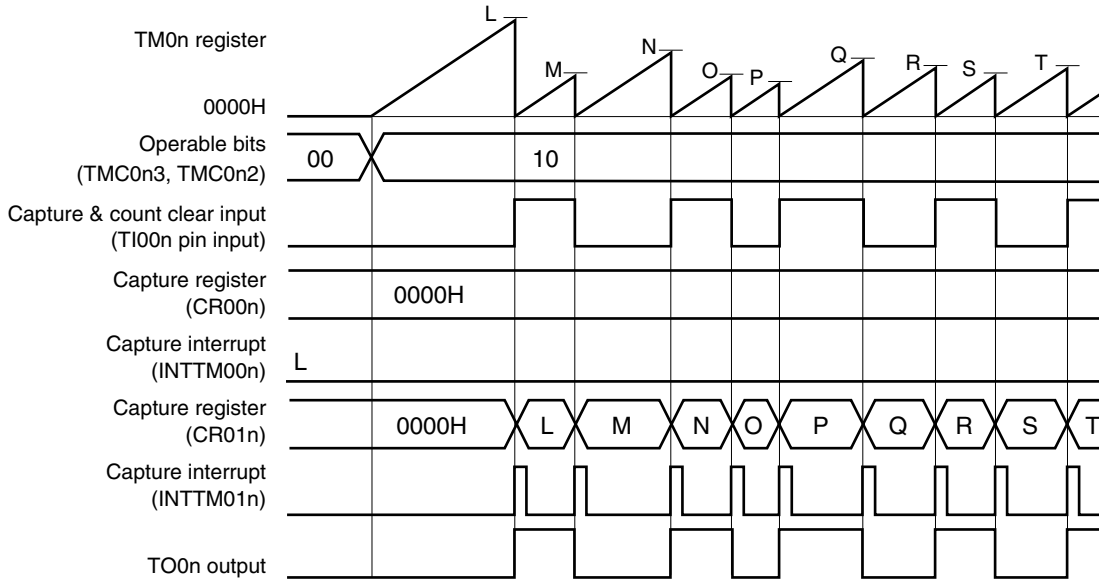 L
TM0n register
N
Q
R
T
M
O
P
S
0000H
Operable bits
(TMC0n3, TMC0n2)
00
10
Capture & count clear input
(TI00n pin input)
Capture register
(CR00n)
0000H
Capture interrupt
(INTTM00n)
L
Capture register
(CR01n)
0000H L M N O P Q R S T
Capture interrupt
(INTTM01n)
TO0n output